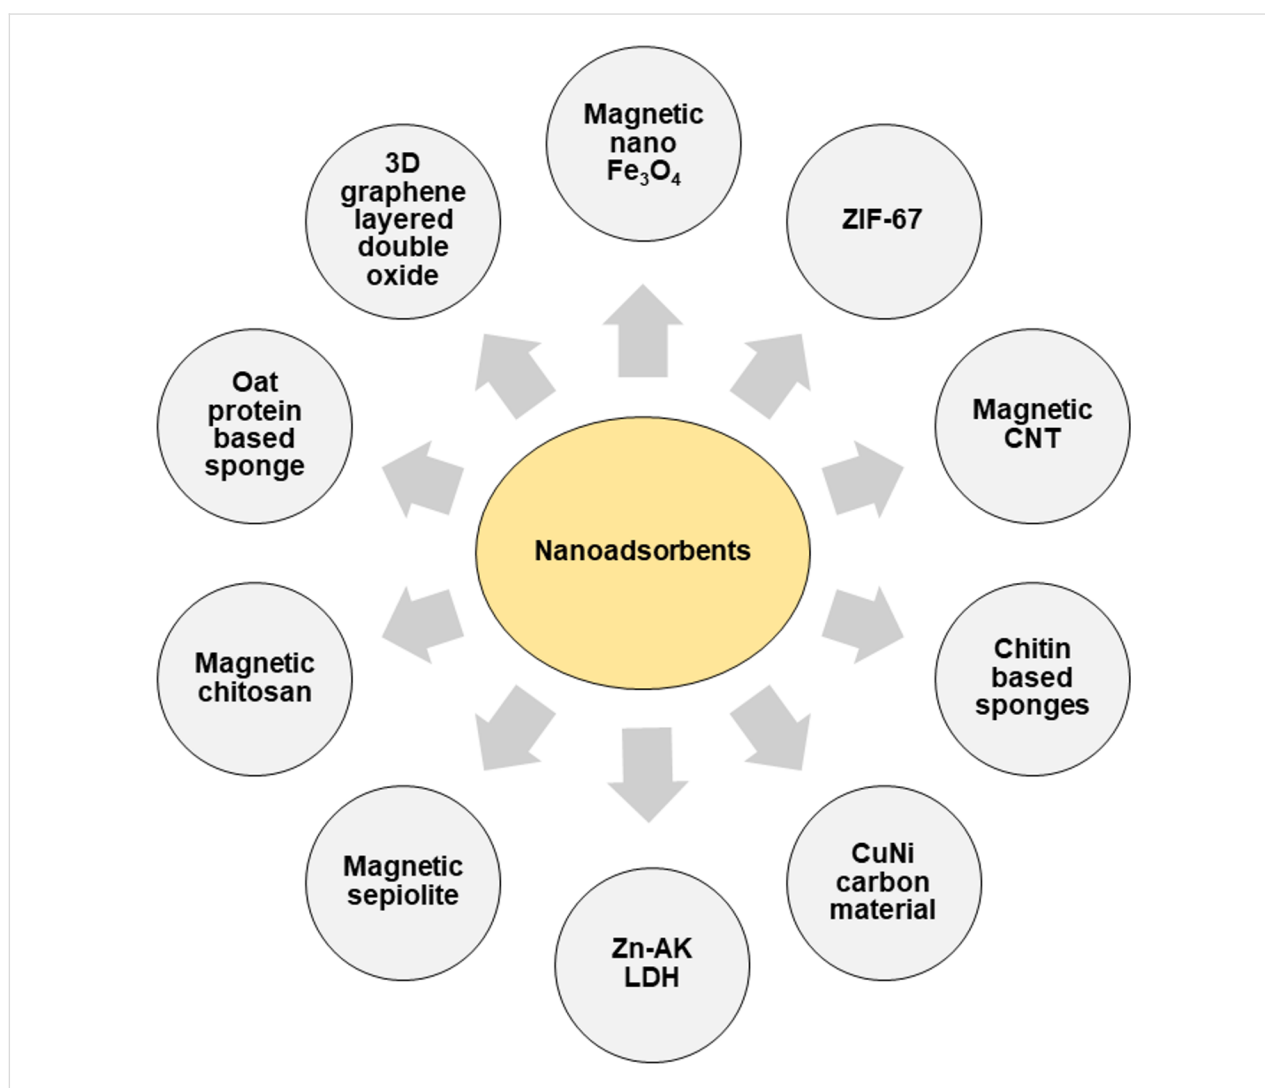 Magnetic
nano
Fe₃O₄
ZIF-67
Magnetic
CNT
Chitin
based
sponges
CuNi
carbon
material
Zn-AK
LDH
Magnetic
sepiolite
Magnetic
chitosan
Oat
protein
based
sponge
3D
graphene
layered
double
oxide
Nanoadsorbents